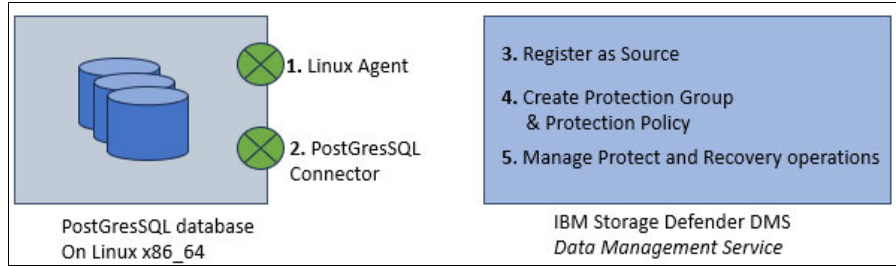 1. Linux Agent
2. PostGresSQL
Connector
PostGresSQL database
On Linux x86_64
3. Register as Source
4. Create Protection Group
& Protection Policy
5. Manage Protect and Recovery operations
IBM Storage Defender DMS
Data Management Service